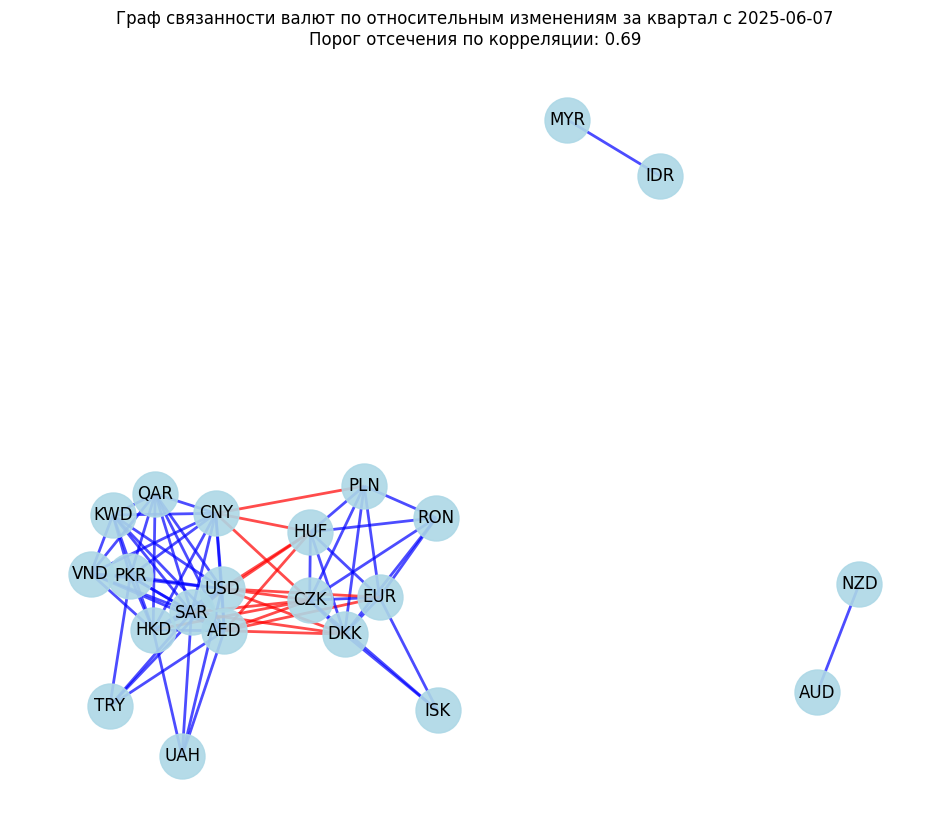 Граф связанности валют по относительным изменениям за квартал с 2025-06-07
Порог отсечения по корреляции: 0.69
MYR
IDR
PLN
QAR
CNY
KWD
RON
HUF
VND
PKR
USD
NZD
EUR
CZK
SAR
HKD
AED
DKK
AUD
TRY
ISK
UAH